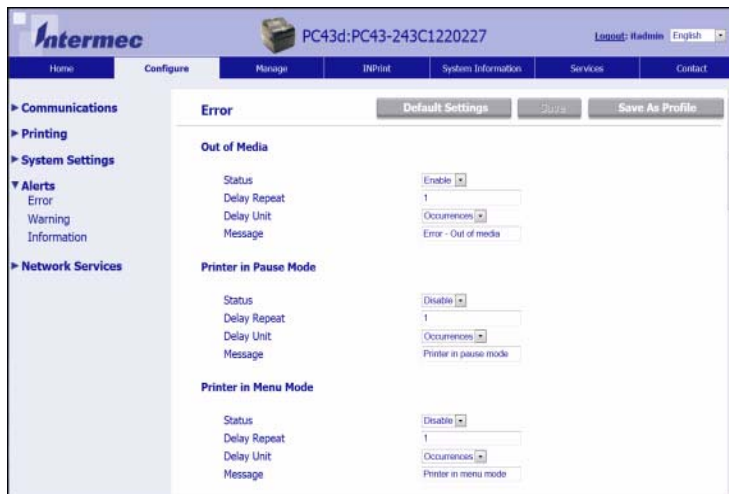 Intermec
PC43d:PC43-243C1220227
Logout: itadmin English
Home Configure Manage INPrint System Information Services Contact
Communications
Printing
System Settings
Alerts
Error
Warning
Information
Network Services
Error Default Settings Save Save As Profile
Out of Media
Status Enable
Delay Repeat 1
Delay Unit Occurrences
Message Error - Out of media
Printer in Pause Mode
Status Disable
Delay Repeat 1
Delay Unit Occurrences
Message Printer in pause mode
Printer in Menu Mode
Status Disable
Delay Repeat 1
Delay Unit Occurrences
Message Printer in menu mode